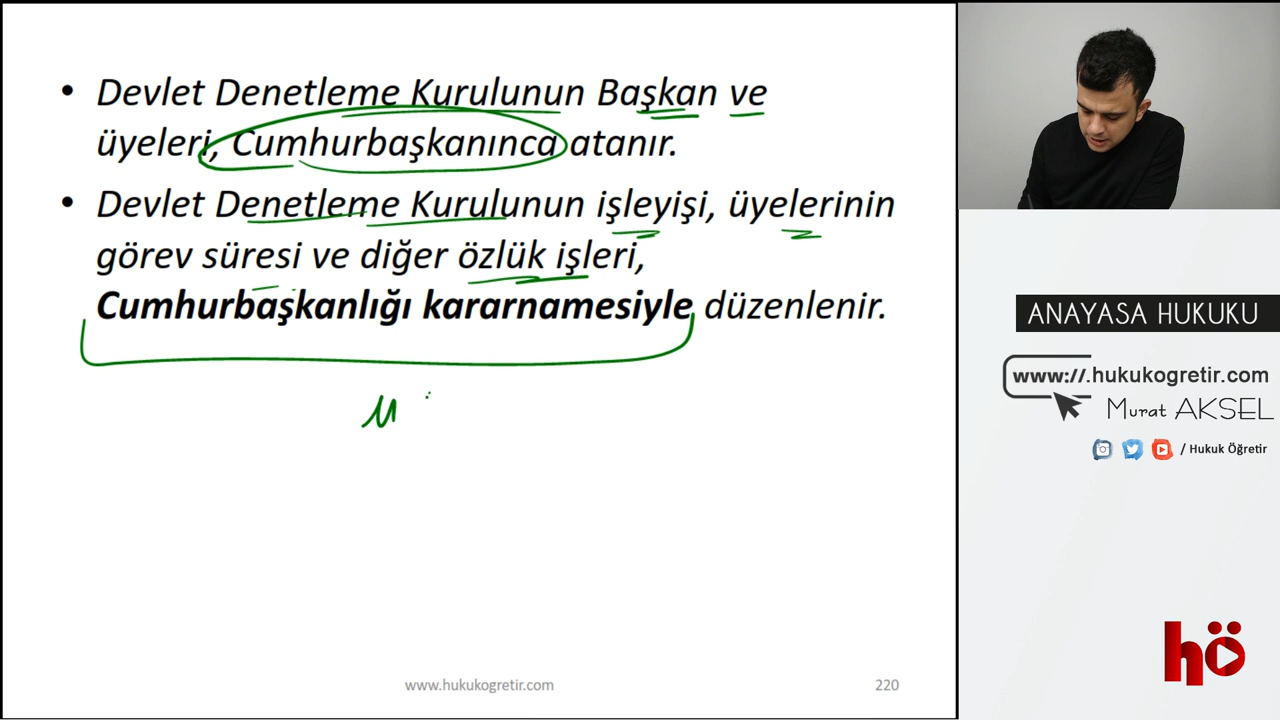 • Devlet Denetleme Kurulunun Başkan ve
üyeleri, Cumhurbaşkanınca atanır.
• Devlet Denetleme Kurulunun işleyişi, üyelerinin
görev süresi ve diğer özlük işleri,
Cumhurbaşkanlığı kararnamesiyle düzenlenir.
www.hukukogretir.com
220
ANAYASA HUKUKU
www://.hukukogretir.com
Murat AKSEL
/ Hukuk Öğretir
hö